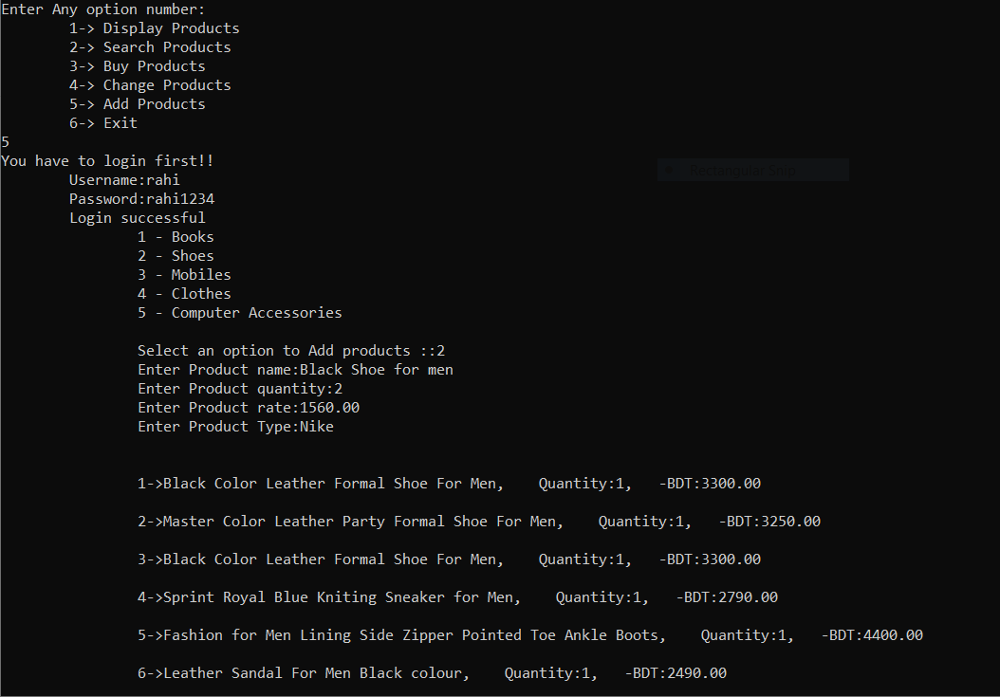 Enter Any option number:
1-> Display Products
2-> Search Products
3-> Buy Products
4-> Change Products
5-> Add Products
6-> Exit
5
You have to login first!!
Rectangular Snip
Username:rahi
Password:rahi1234
Login successful
1 - Books
2 - Shoes
3 - Mobiles
4 - Clothes
5 - Computer Accessories
Select an option to Add products ::2
Enter Product name:Black Shoe for men
Enter Product quantity:2
Enter Product rate:1560.00
Enter Product Type:Nike
1->Black Color Leather Formal Shoe For Men,    Quantity:1,   -BDT:3300.00
2->Master Color Leather Party Formal Shoe For Men,    Quantity:1,   -BDT:3250.00
3->Black Color Leather Formal Shoe For Men,    Quantity:1,   -BDT:3300.00
4->Sprint Royal Blue Kniting Sneaker for Men,    Quantity:1,   -BDT:2790.00
5->Fashion for Men Lining Side Zipper Pointed Toe Ankle Boots,    Quantity:1,   -BDT:4400.00
6->Leather Sandal For Men Black colour,    Quantity:1,   -BDT:2490.00